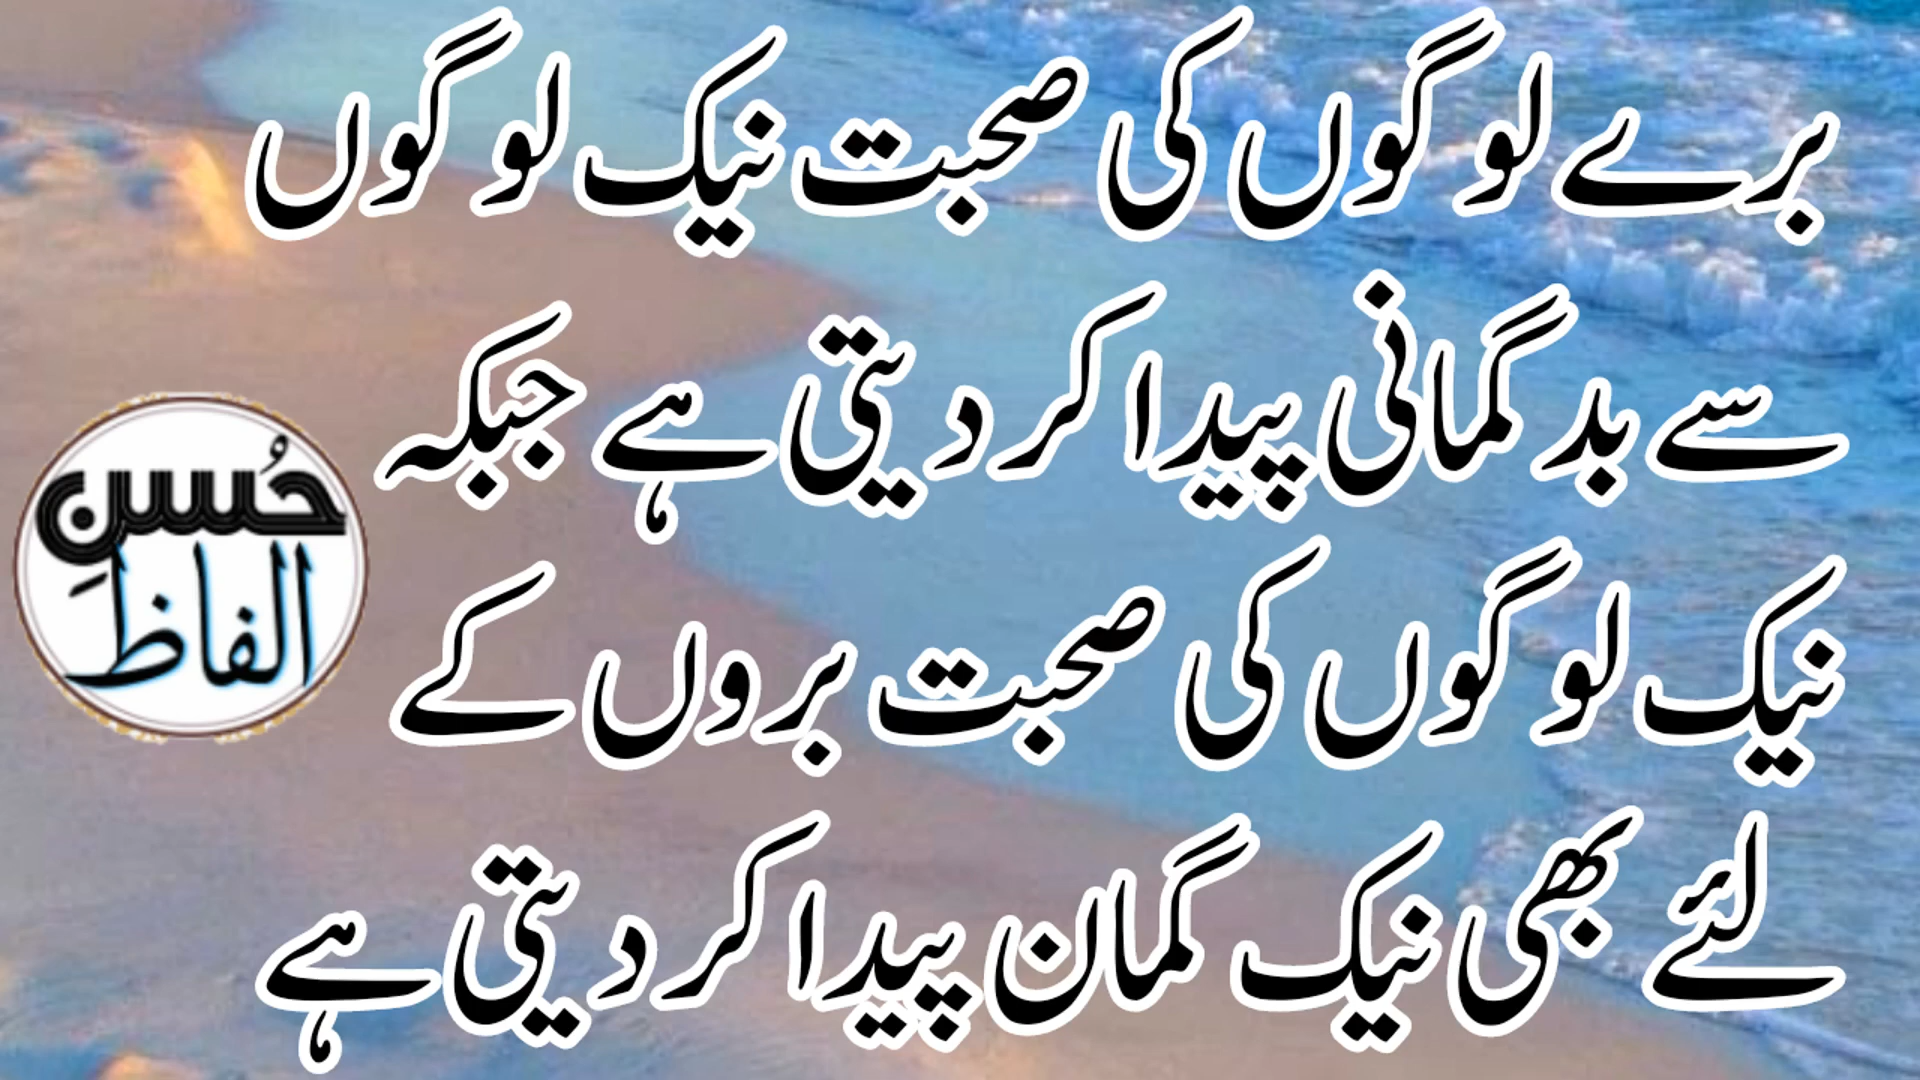 برے لوگوں کی صحبت نیک لوگوں
سے بدگمانی پیدا کر دیتی ہے جبکہ
نیک لوگوں کی صحبت بروں کے
لئے بھی نیک گمان پیدا کر دیتی ہے
حُسنِ
الفاظ